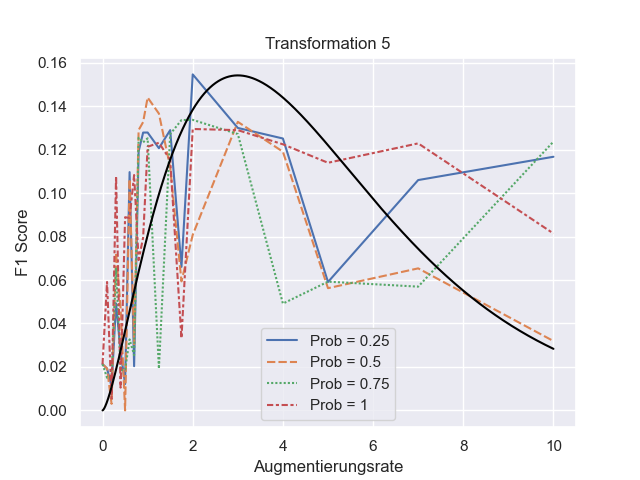 Transformation 5
F1 Score
0.16
0.14
0.12
0.10
0.08
0.06
0.04
0.02
0.00
Prob = 0.25
Prob = 0.5
Prob = 0.75
Prob = 1
0 2 4 6 8 10
Augmentierungsrate